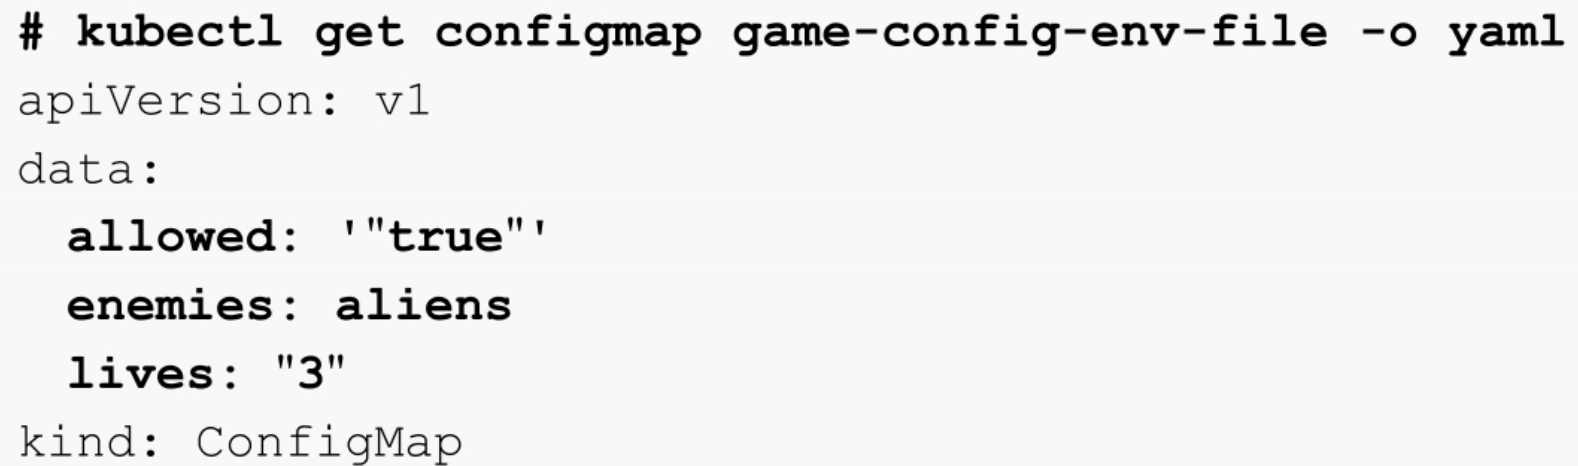 # kubectl get configmap game-config-env-file -o yaml
apiVersion: v1
data:
  allowed: '"true"'
  enemies: aliens
  lives: "3"
kind: ConfigMap